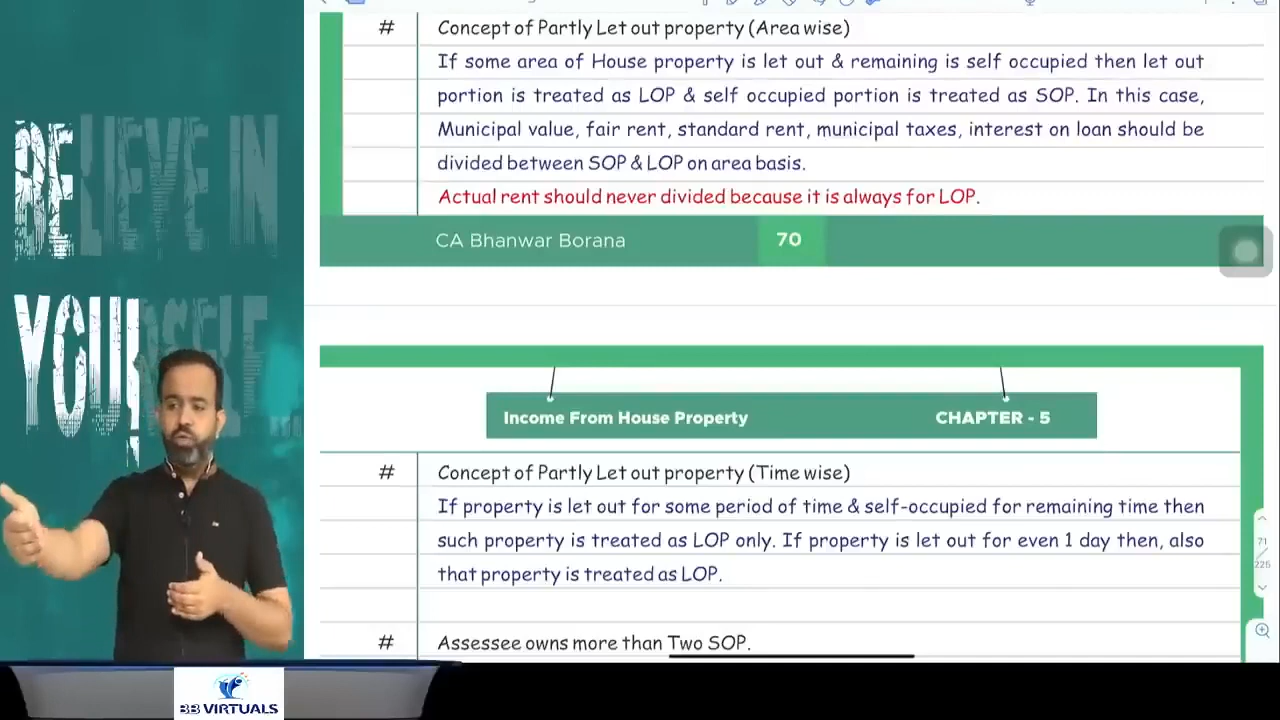 # Concept of Partly Let out property (Area wise)
If some area of House property is let out & remaining is self occupied then let out
portion is treated as LOP & self occupied portion is treated as SOP. In this case,
Municipal value, fair rent, standard rent, municipal taxes, interest on loan should be
divided between SOP & LOP on area basis.
Actual rent should never divided because it is always for LOP.
CA Bhanwar Borana 70
BELIEVE IN
YOURSELF
Income From House Property CHAPTER - 5
# Concept of Partly Let out property (Time wise)
If property is let out for some period of time & self-occupied for remaining time then
such property is treated as LOP only. If property is let out for even 1 day then, also
that property is treated as LOP.
# Assessee owns more than Two SOP.
71
225
BB VIRTUALS